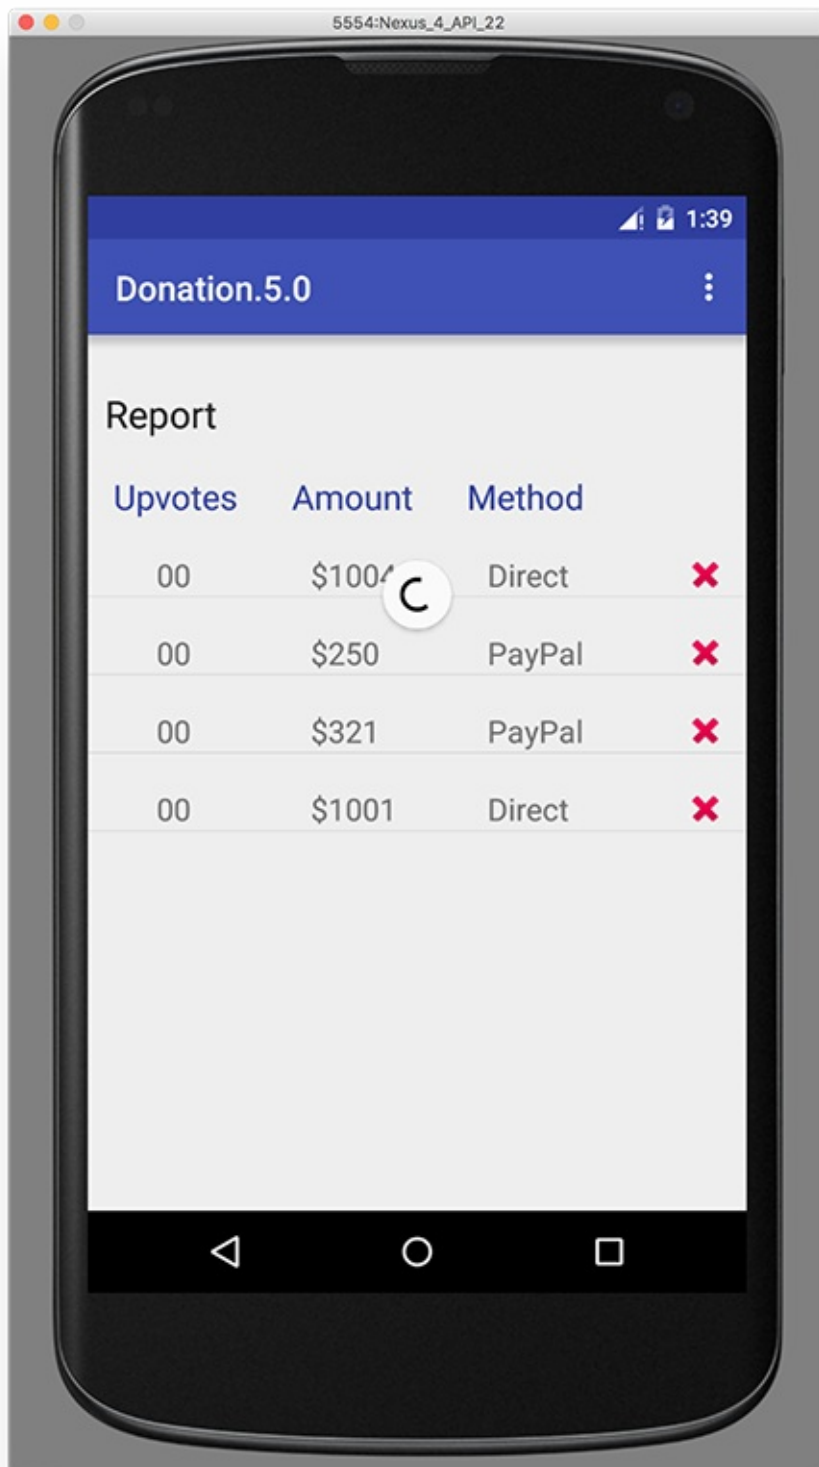 5554:Nexus_4_API_22
1:39
Donation.5.0
Report
Upvotes Amount Method
00 $1004 Direct
00 $250 PayPal
00 $321 PayPal
00 $1001 Direct